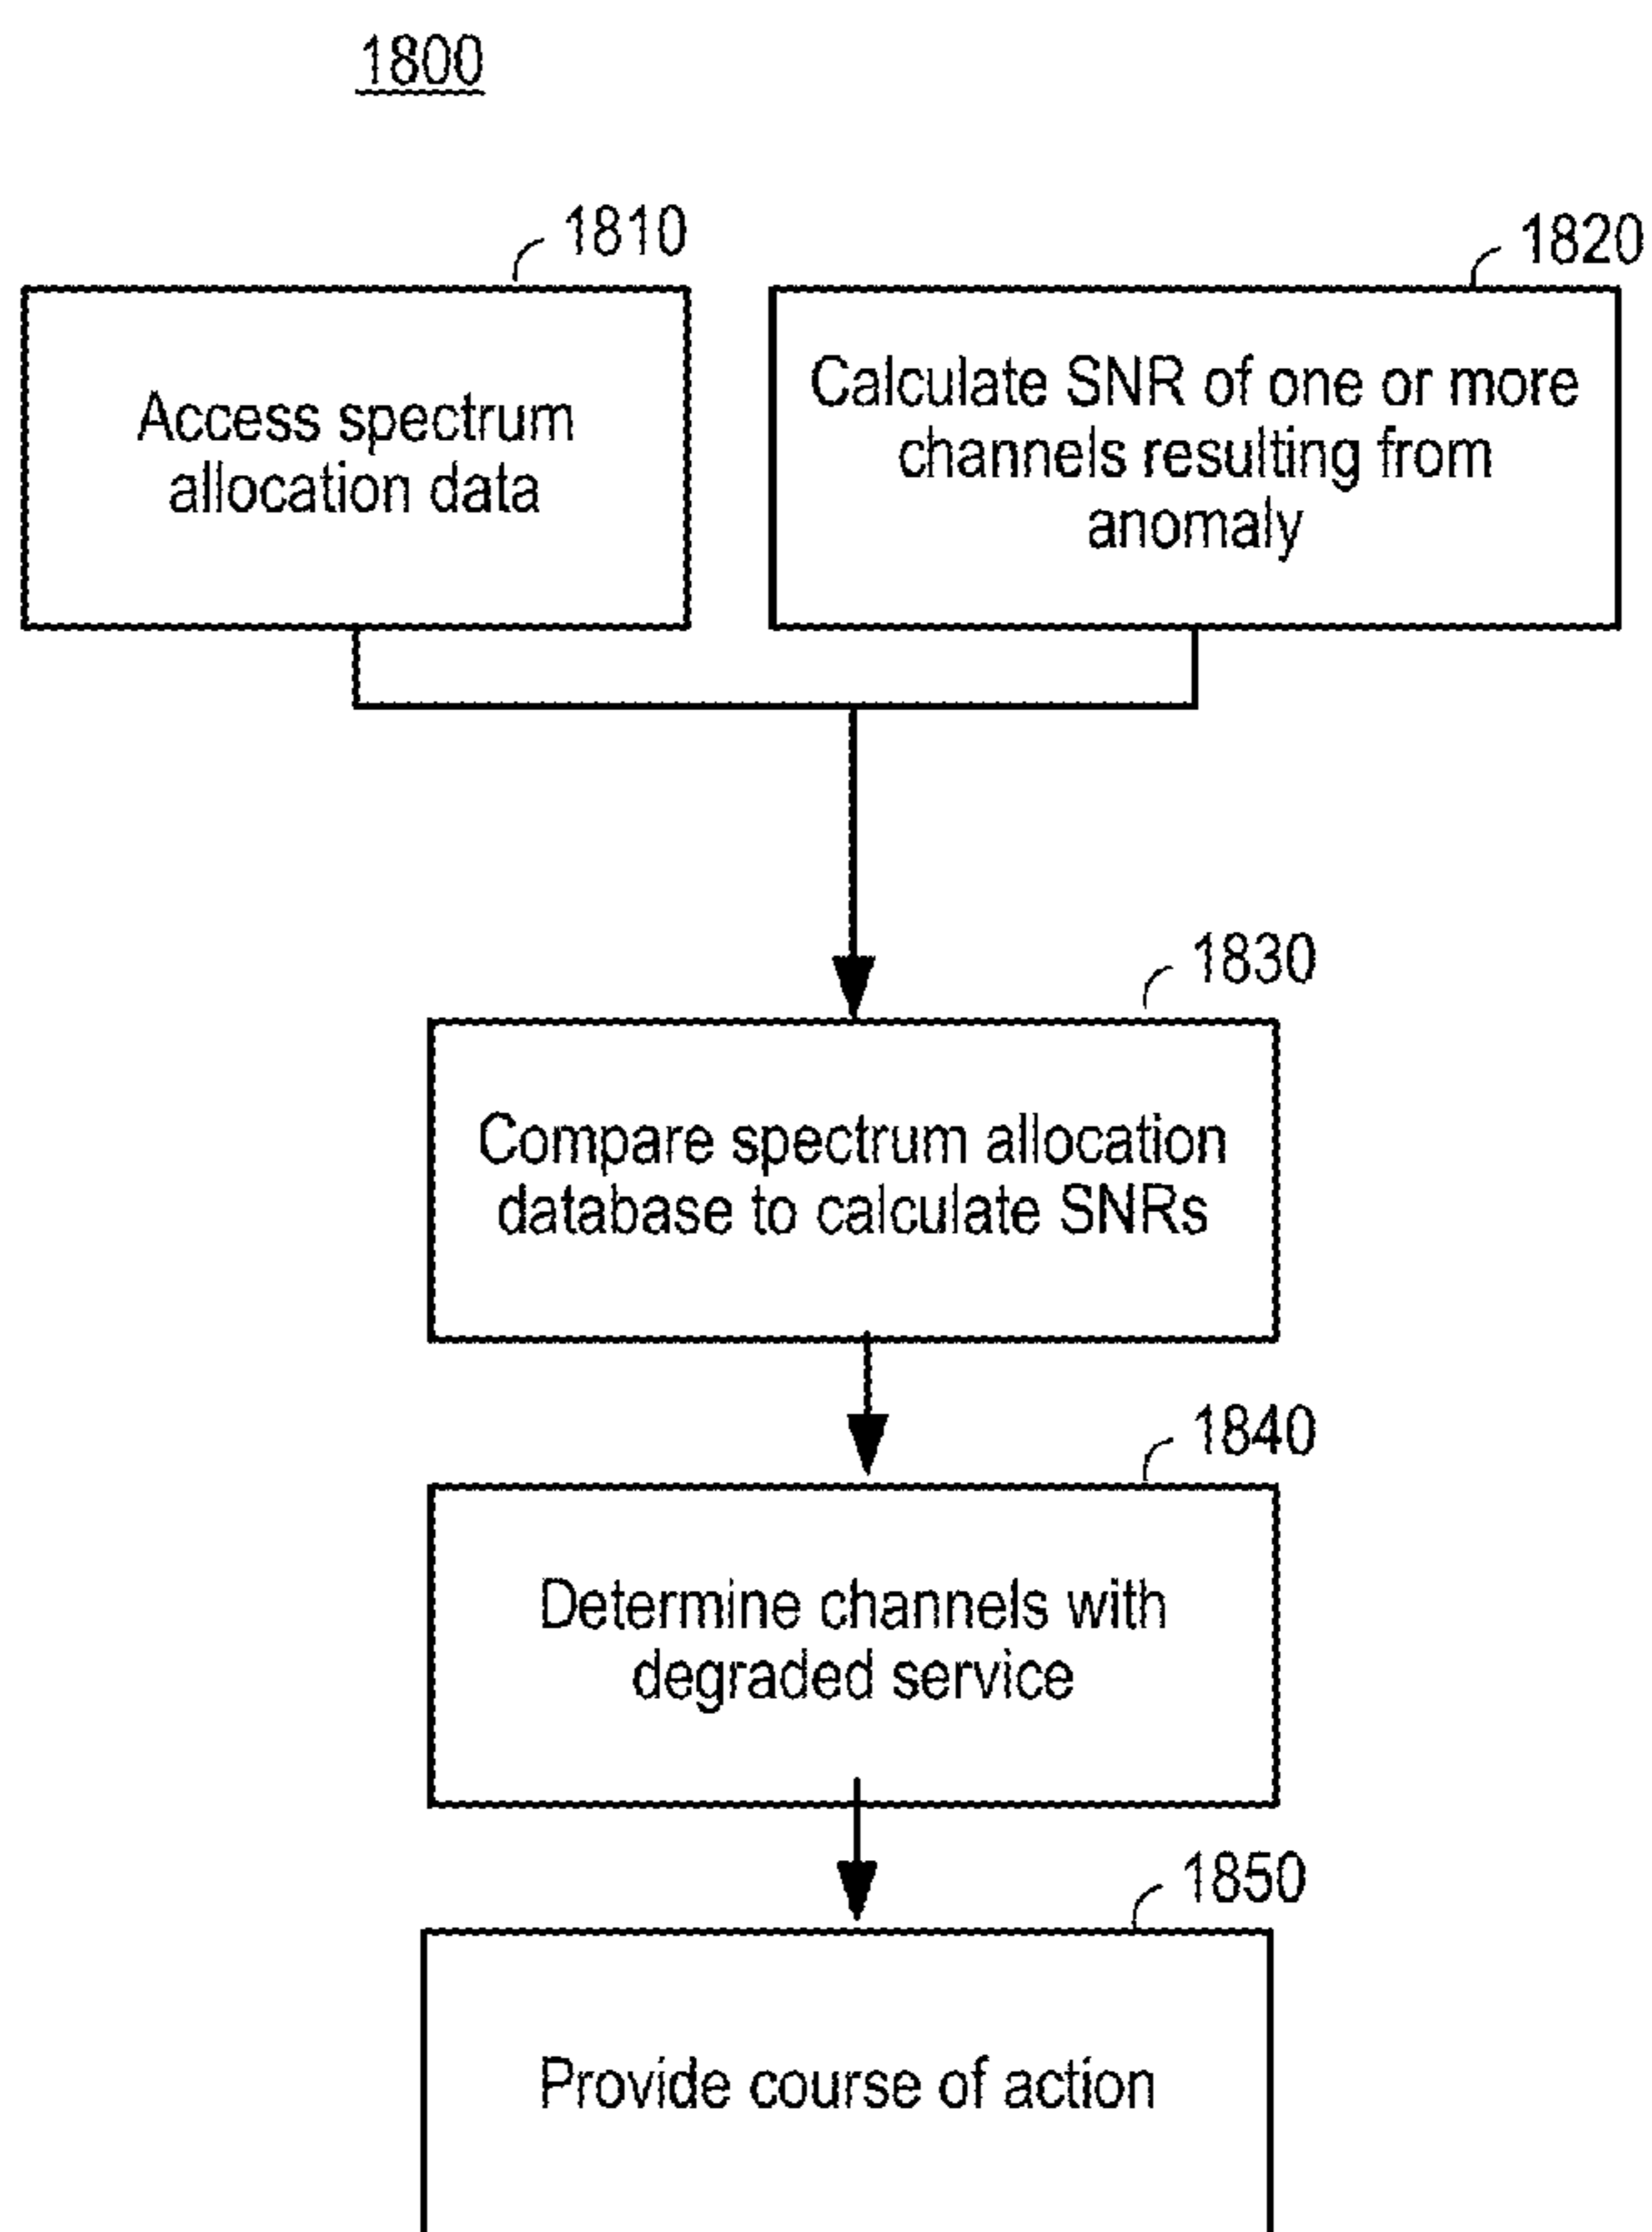 1800
1810
1820
Access spectrum
allocation data
Calculate SNR of one or more
channels resulting from
anomaly
1830
Compare spectrum allocation
database to calculate SNRs
1840
Determine channels with
degraded service
1850
Provide course of action